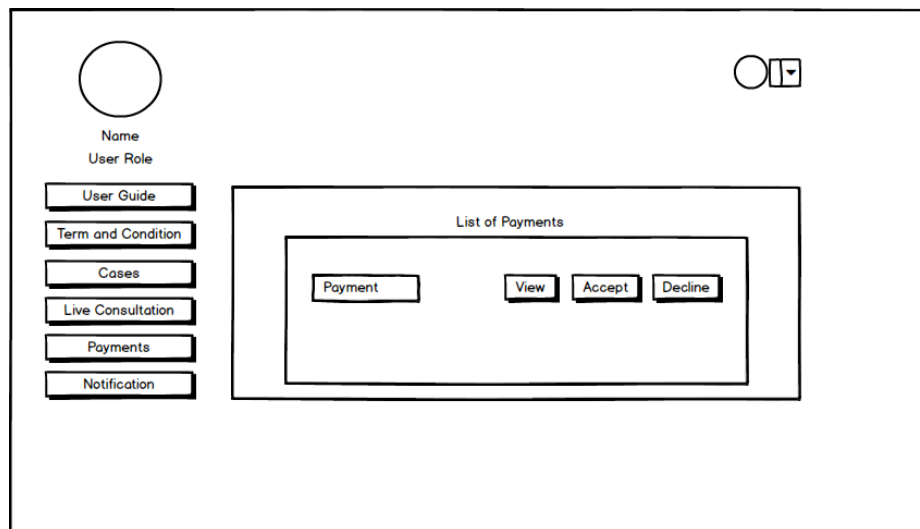 Name
User Role
User Guide
Term and Condition
Cases
Live Consultation
Payments
Notification
List of Payments
Payment
View
Accept
Decline